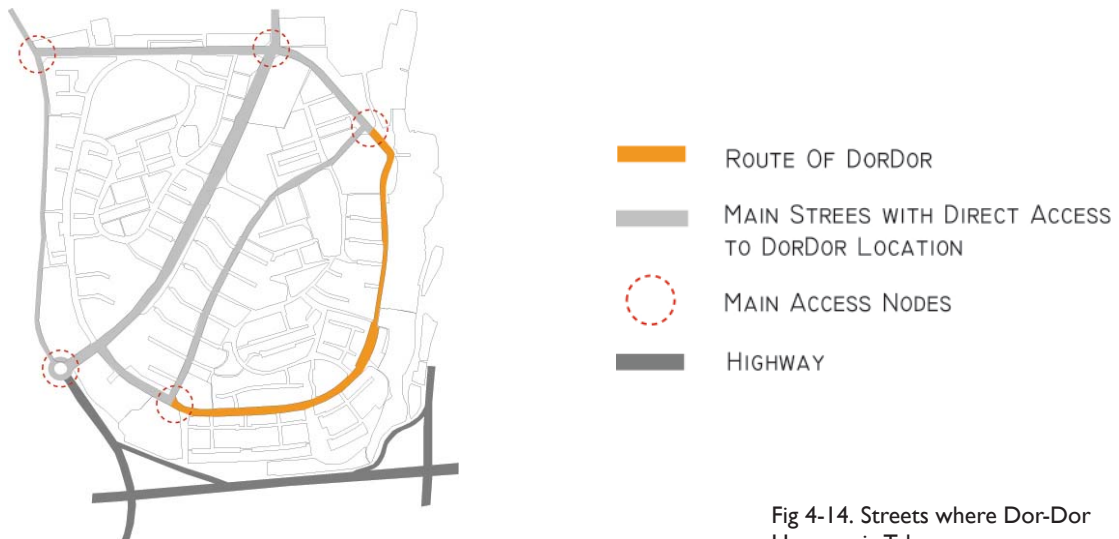 ROUTE OF DORDOR
MAIN STREES WITH DIRECT ACCESS
TO DORDOR LOCATION
MAIN ACCESS NODES
HIGHWAY
Fig 4-14. Streets where Dor-Dor